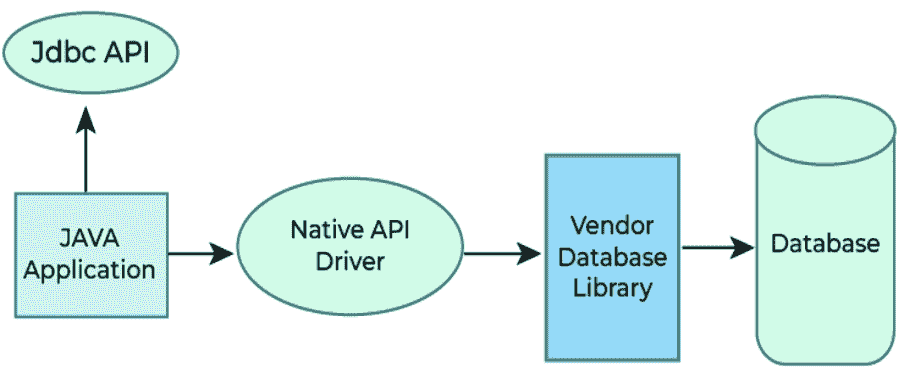 Jdbc API
JAVA
Application
Native API
Driver
Vendor
Database
Library
Database